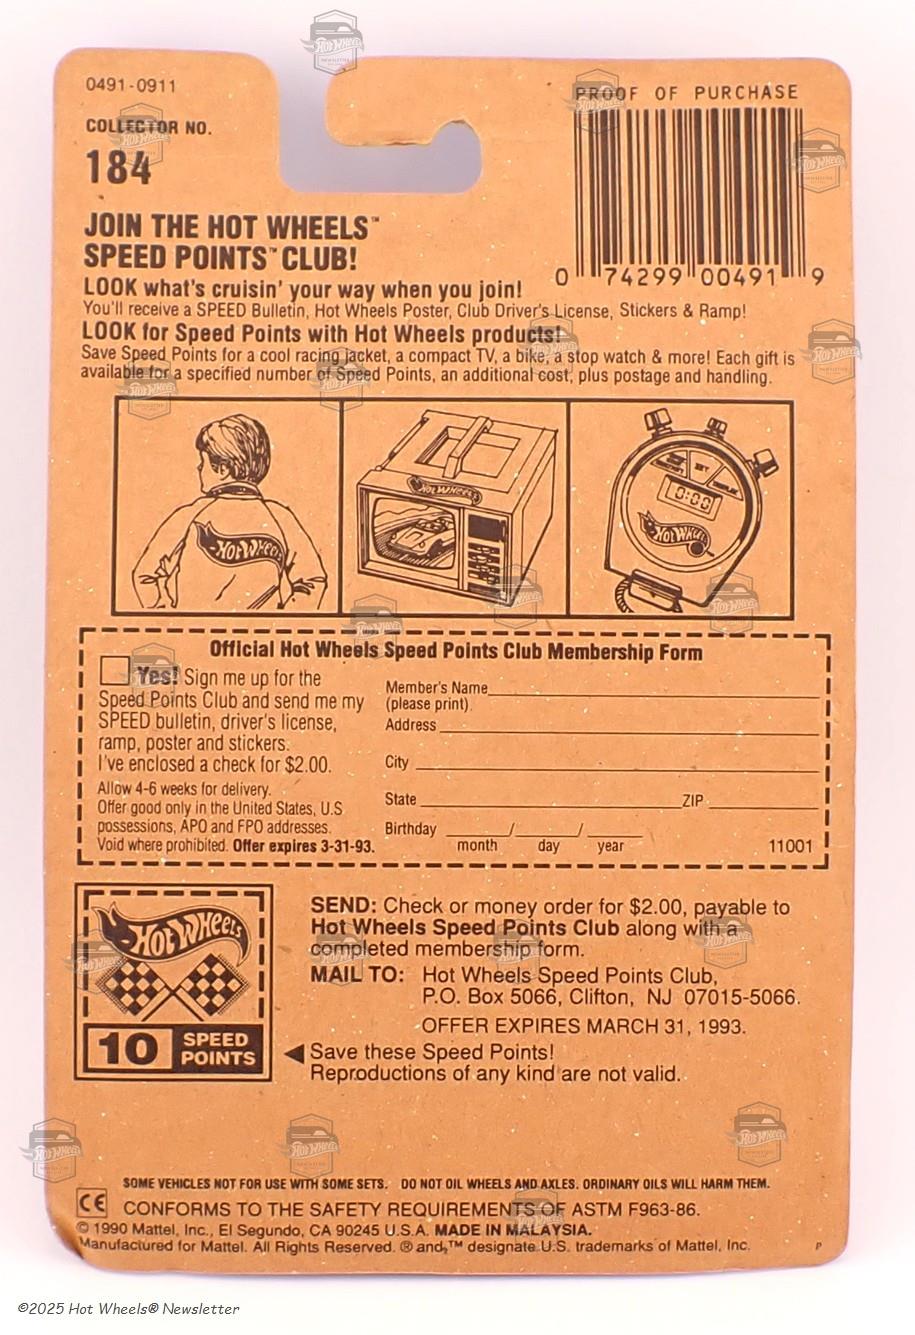 0491-0911
PROOF OF PURCHASE
COLLECTOR NO.
184
0 74299 00491 9
JOIN THE HOT WHEELS™
SPEED POINTS™ CLUB!
LOOK what's cruisin' your way when you join!
You'll receive a SPEED Bulletin, Hot Wheels Poster, Club Driver's License, Stickers & Ramp!
LOOK for Speed Points with Hot Wheels products!
Save Speed Points for a cool racing jacket, a compact TV, a bike, a stop watch & more! Each gift is
available for a specified number of Speed Points, an additional cost, plus postage and handling.
HOT WHEELS
HOT WHEELS
SET
0:00
HOT WHEELS
Official Hot Wheels Speed Points Club Membership Form
Yes! Sign me up for the
Speed Points Club and send me my
SPEED bulletin, driver's license,
ramp, poster and stickers.
I've enclosed a check for $2.00.
Allow 4-6 weeks for delivery.
Offer good only in the United States, U.S
possessions, APO and FPO addresses.
Void where prohibited. Offer expires 3-31-93.
Member's Name
(please print)
Address
City
State ZIP
Birthday / /
month day year
11001
HOT WHEELS
10 SPEED
POINTS
SEND: Check or money order for $2.00, payable to
Hot Wheels Speed Points Club along with a
completed membership form.
MAIL TO: Hot Wheels Speed Points Club,
P.O. Box 5066, Clifton, NJ 07015-5066.
OFFER EXPIRES MARCH 31, 1993.
◀ Save these Speed Points!
Reproductions of any kind are not valid.
SOME VEHICLES NOT FOR USE WITH SOME SETS. DO NOT OIL WHEELS AND AXLES. ORDINARY OILS WILL HARM THEM.
CE CONFORMS TO THE SAFETY REQUIREMENTS OF ASTM F963-86.
© 1990 Mattel, Inc., El Segundo, CA 90245 U.S.A. MADE IN MALAYSIA.
Manufactured for Mattel. All Rights Reserved. ® and ™ designate U.S. trademarks of Mattel, Inc.
P
©2025 Hot Wheels® Newsletter